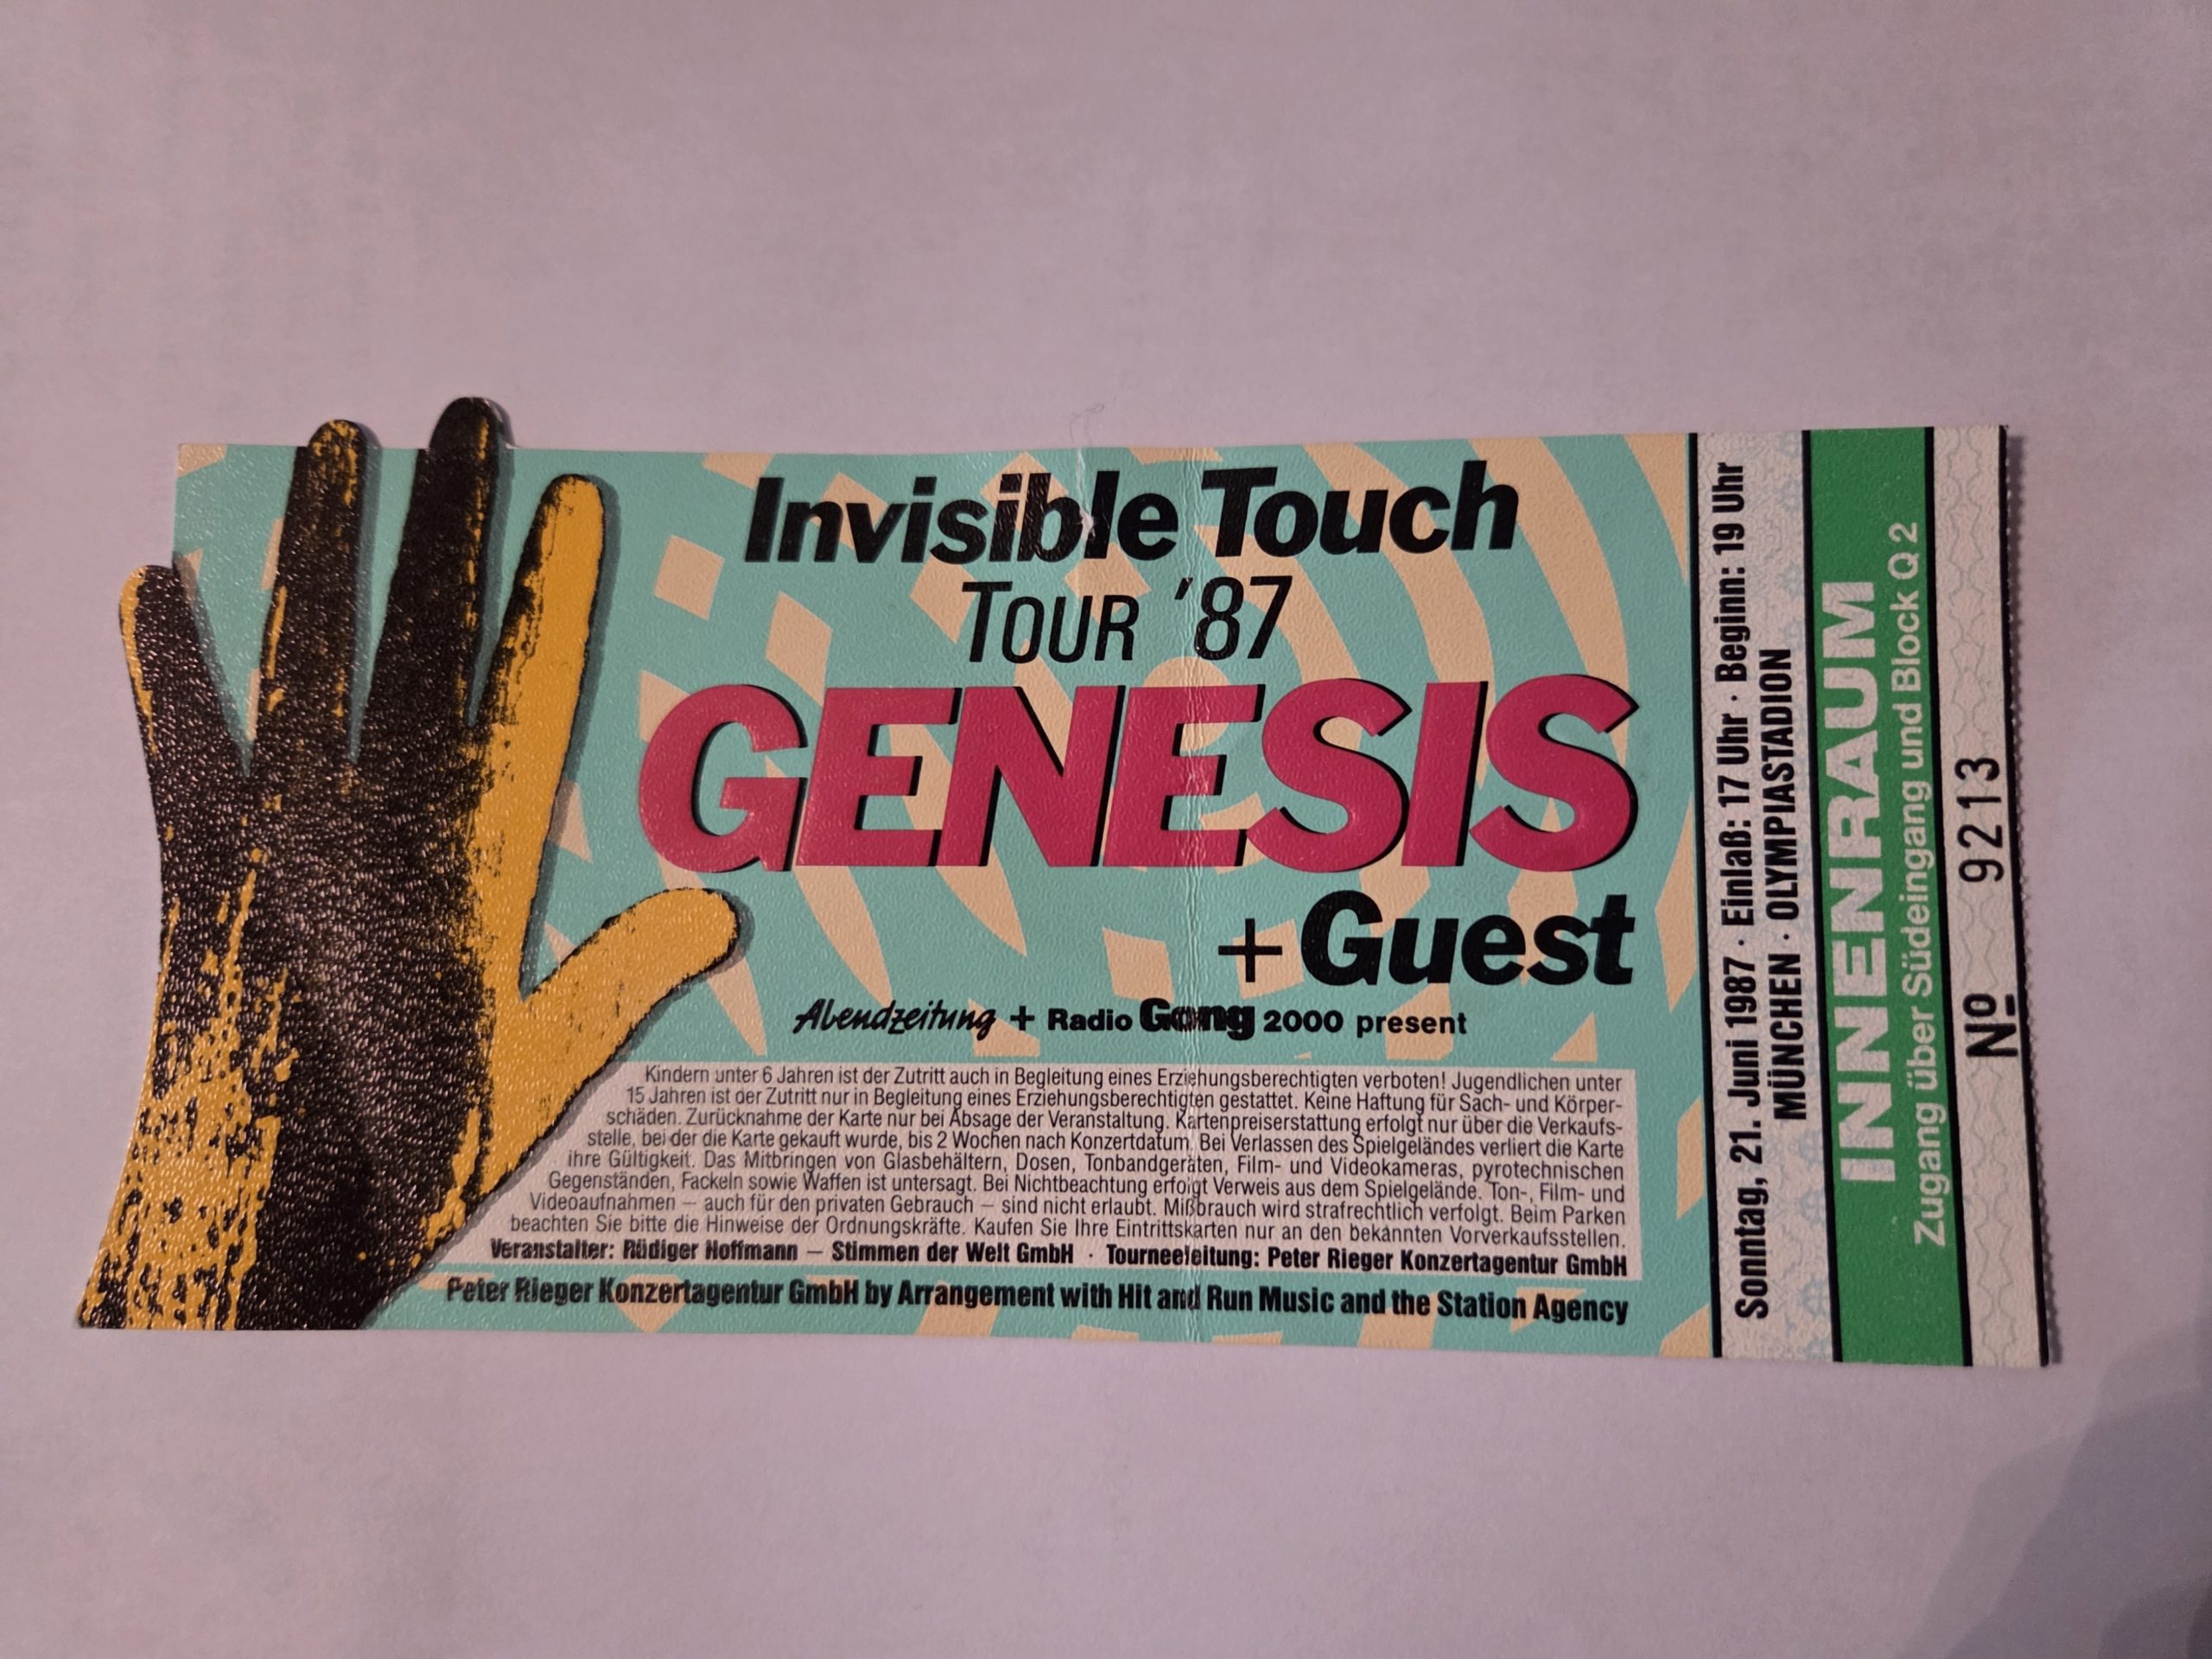 Invisible Touch
TOUR '87
GENESIS
+ Guest
Abendzeitung + Radio Gong 2000 present
Kindern unter 6 Jahren ist der Zutritt auch in Begleitung eines Erziehungsberechtigten verboten! Jugendlichen unter
15 Jahren ist der Zutritt nur in Begleitung eines Erziehungsberechtigten gestattet. Keine Haftung für Sach- und Körper-
schäden. Zurücknahme der Karte nur bei Absage der Veranstaltung. Kartenpreiserstattung erfolgt nur über die Verkaufs-
stelle, bei der die Karte gekauft wurde, bis 2 Wochen nach Konzertdatum. Bei Verlassen des Spielgeländes verliert die Karte
ihre Gültigkeit. Das Mitbringen von Glasbehältern, Dosen, Tonbandgeräten, Film- und Videokameras, pyrotechnischen
Gegenständen, Fackeln sowie Waffen ist untersagt. Bei Nichtbeachtung erfolgt Verweis aus dem Spielgelände. Ton-, Film- und
Videoaufnahmen — auch für den privaten Gebrauch — sind nicht erlaubt. Mißbrauch wird strafrechtlich verfolgt. Beim Parken
beachten Sie bitte die Hinweise der Ordnungskräfte. Kaufen Sie Ihre Eintrittskarten nur an den bekannten Vorverkaufsstellen.
Veranstalter: Rüdiger Hoffmann — Stimmen der Welt GmbH · Tourneeleitung: Peter Rieger Konzertagentur GmbH
Peter Rieger Konzertagentur GmbH by Arrangement with Hit and Run Music and the Station Agency
Sonntag, 21. Juni 1987 · Einlaß: 17 Uhr · Beginn: 19 Uhr
MÜNCHEN · OLYMPIASTADION
INNENRAUM
Zugang über Südeingang und Block Q 2
Nº 9213